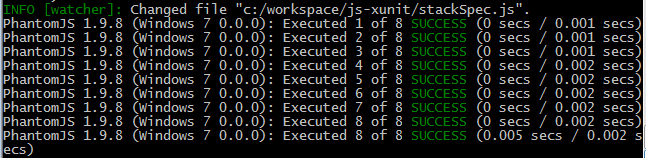 INFO [watcher]: Changed file "c:/workspace/js-xunit/stackSpec.js".
PhantomJS 1.9.8 (Windows 7 0.0.0): Executed 1 of 8 SUCCESS (0 secs / 0.001 secs)
PhantomJS 1.9.8 (Windows 7 0.0.0): Executed 2 of 8 SUCCESS (0 secs / 0.001 secs)
PhantomJS 1.9.8 (Windows 7 0.0.0): Executed 3 of 8 SUCCESS (0 secs / 0.001 secs)
PhantomJS 1.9.8 (Windows 7 0.0.0): Executed 4 of 8 SUCCESS (0 secs / 0.002 secs)
PhantomJS 1.9.8 (Windows 7 0.0.0): Executed 5 of 8 SUCCESS (0 secs / 0.002 secs)
PhantomJS 1.9.8 (Windows 7 0.0.0): Executed 6 of 8 SUCCESS (0 secs / 0.002 secs)
PhantomJS 1.9.8 (Windows 7 0.0.0): Executed 7 of 8 SUCCESS (0 secs / 0.002 secs)
PhantomJS 1.9.8 (Windows 7 0.0.0): Executed 8 of 8 SUCCESS (0 secs / 0.002 secs)
PhantomJS 1.9.8 (Windows 7 0.0.0): Executed 8 of 8 SUCCESS (0.005 secs / 0.002 s
ecs)